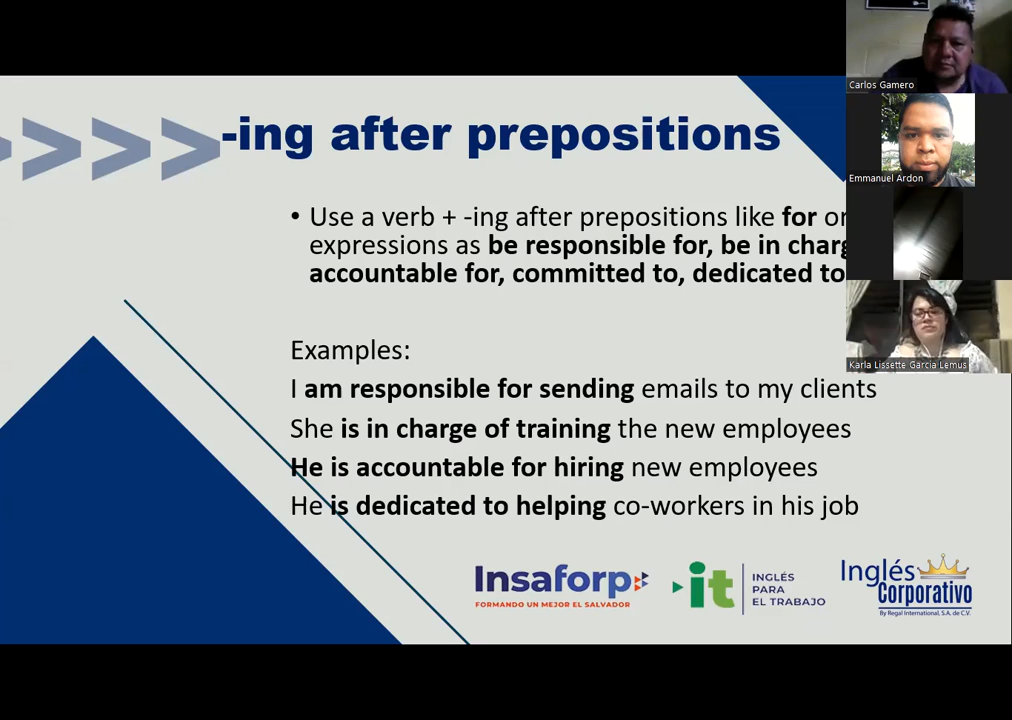 -ing after prepositions
• Use a verb + -ing after prepositions like for or
expressions as be responsible for, be in charg
accountable for, committed to, dedicated to
Examples:
I am responsible for sending emails to my clients
She is in charge of training the new employees
He is accountable for hiring new employees
He is dedicated to helping co-workers in his job
Insaforp
FORMANDO UN MEJOR EL SALVADOR
it
INGLÉS
PARA
EL TRABAJO
Inglés
Corporativo
By Regal International, S.A. de C.V.
Carlos Gamero
Emmanuel Ardon
Karla Lissette Garcia Lemus